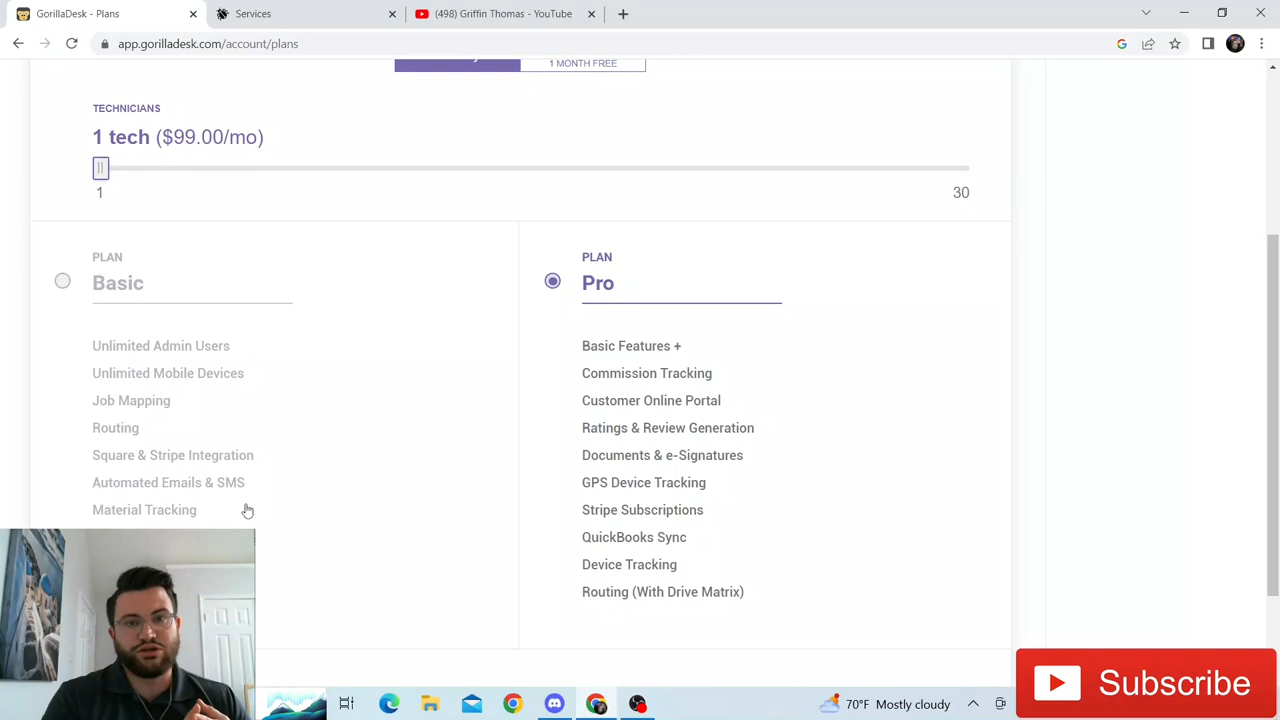 GorillaDesk - Plans
Services
(498) Griffin Thomas - YouTube
app.gorilladesk.com/account/plans
1 MONTH FREE
TECHNICIANS
1 tech ($99.00/mo)
1
30
PLAN
Basic
Unlimited Admin Users
Unlimited Mobile Devices
Job Mapping
Routing
Square & Stripe Integration
Automated Emails & SMS
Material Tracking
PLAN
Pro
Basic Features +
Commission Tracking
Customer Online Portal
Ratings & Review Generation
Documents & e-Signatures
GPS Device Tracking
Stripe Subscriptions
QuickBooks Sync
Device Tracking
Routing (With Drive Matrix)
Subscribe
70°F Mostly cloudy